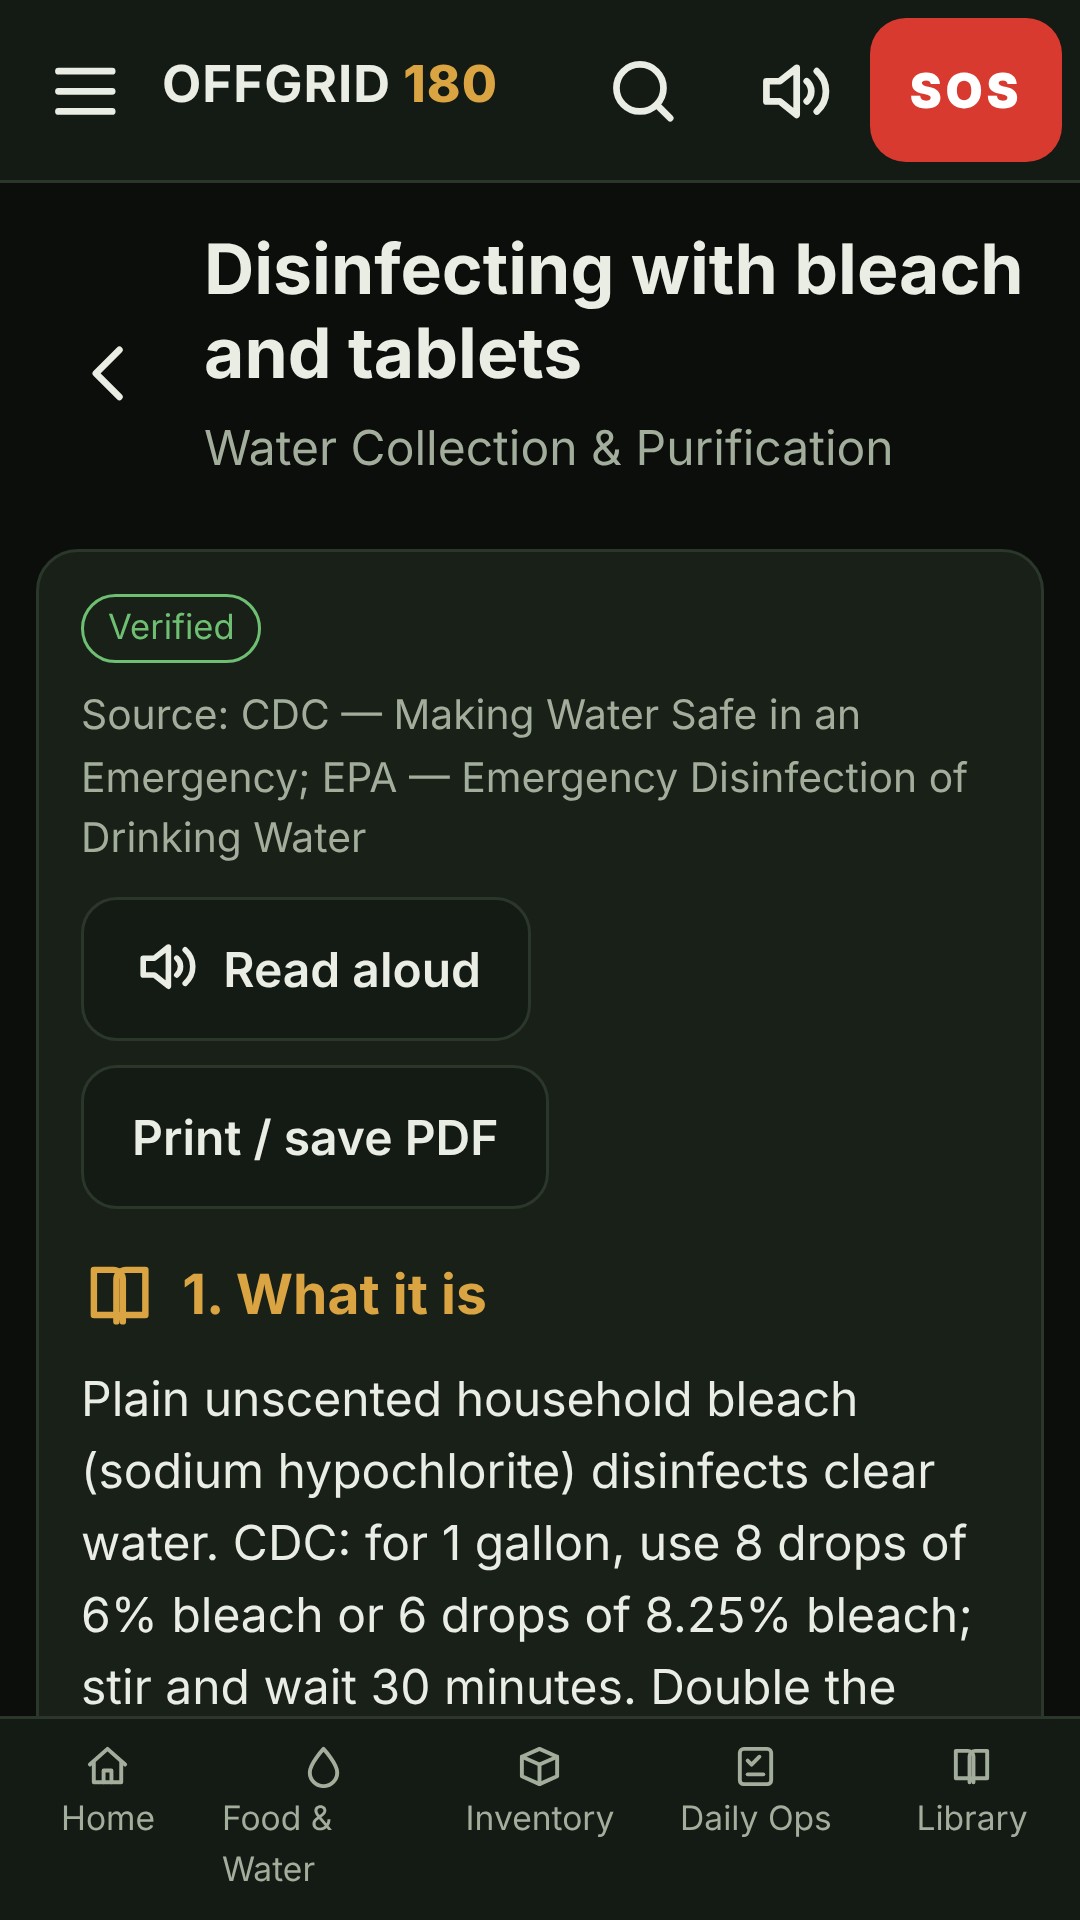 OFFGRID 180
SOS
Disinfecting with bleach
and tablets
Water Collection & Purification
Verified
Source: CDC — Making Water Safe in an
Emergency; EPA — Emergency Disinfection of
Drinking Water
Read aloud
Print / save PDF
1. What it is
Plain unscented household bleach
(sodium hypochlorite) disinfects clear
water. CDC: for 1 gallon, use 8 drops of
6% bleach or 6 drops of 8.25% bleach;
stir and wait 30 minutes. Double the
Home
Food &
Water
Inventory
Daily Ops
Library